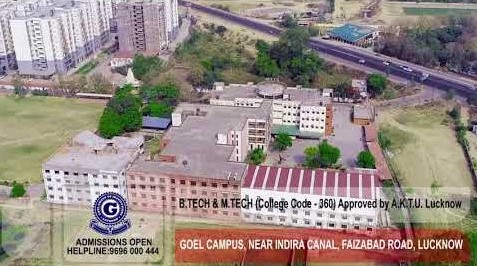 G
B.TECH & M.TECH (College Code - 360) Approved by A.K.T.U. Lucknow
ADMISSIONS OPEN
HELPLINE:9696 000 444
GOEL CAMPUS, NEAR INDIRA CANAL, FAIZABAD ROAD, LUCKNOW